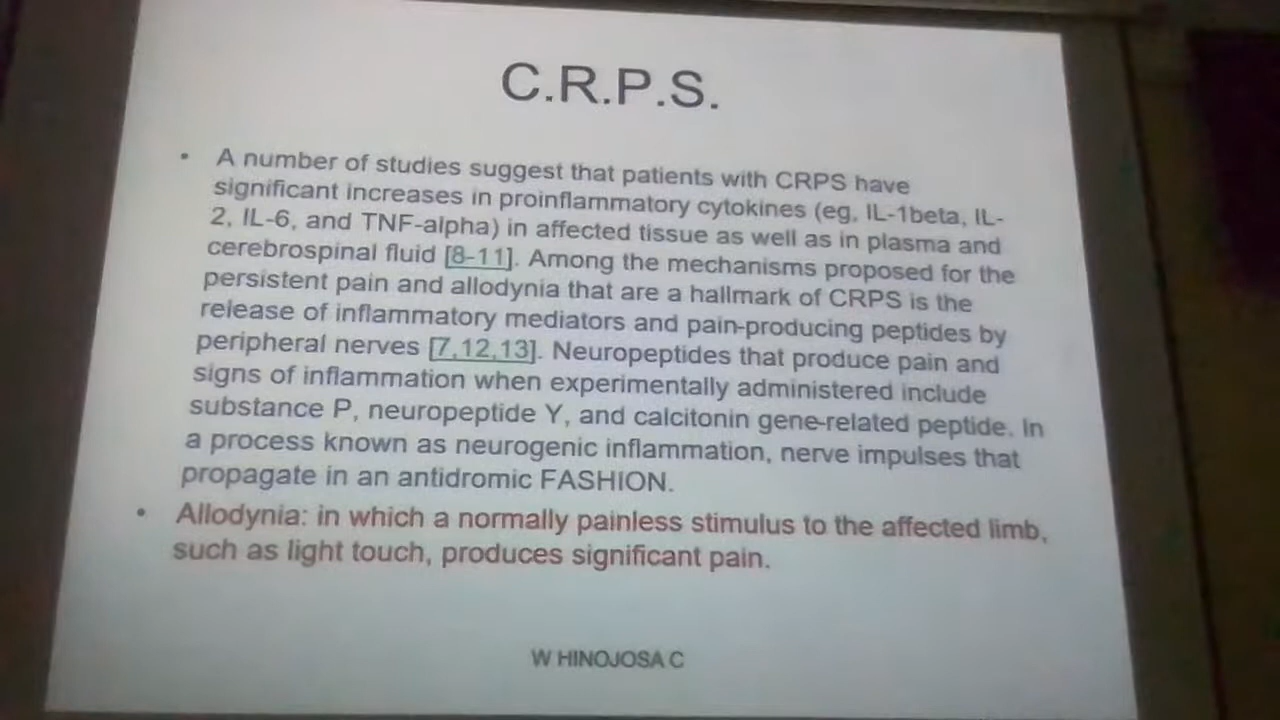 C.R.P.S.
• A number of studies suggest that patients with CRPS have
significant increases in proinflammatory cytokines (eg, IL-1beta, IL-
2, IL-6, and TNF-alpha) in affected tissue as well as in plasma and
cerebrospinal fluid [8-11]. Among the mechanisms proposed for the
persistent pain and allodynia that are a hallmark of CRPS is the
release of inflammatory mediators and pain-producing peptides by
peripheral nerves [7,12,13]. Neuropeptides that produce pain and
signs of inflammation when experimentally administered include
substance P, neuropeptide Y, and calcitonin gene-related peptide. In
a process known as neurogenic inflammation, nerve impulses that
propagate in an antidromic FASHION.
• Allodynia: in which a normally painless stimulus to the affected limb,
such as light touch, produces significant pain.
W HINOJOSA C